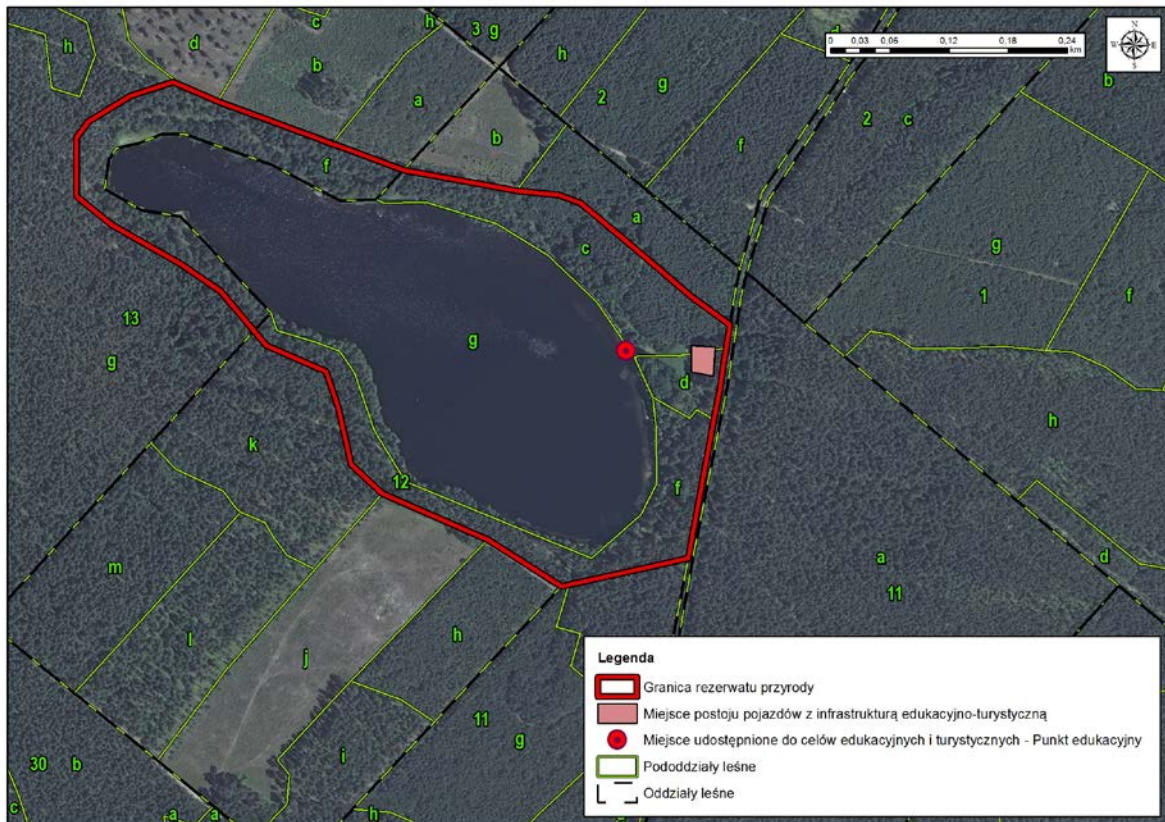 h
d
c
b
h
3 g
h
2
g
d
0 0,03 0,06 0,12 0,18 0,24
km
N
W E
S
b
a
b
f
2 c
f
a
c
g
1
f
13
g
g
d
h
k
12
f
m
l
j
h
a
11
d
11
g
i
30 b
c
a
a
h
Legenda
Granica rezerwatu przyrody
Miejsce postoju pojazdów z infrastrukturą edukacyjno-turystyczną
Miejsce udostępnione do celów edukacyjnych i turystycznych - Punkt edukacyjny
Pododdziały leśne
Oddziały leśne